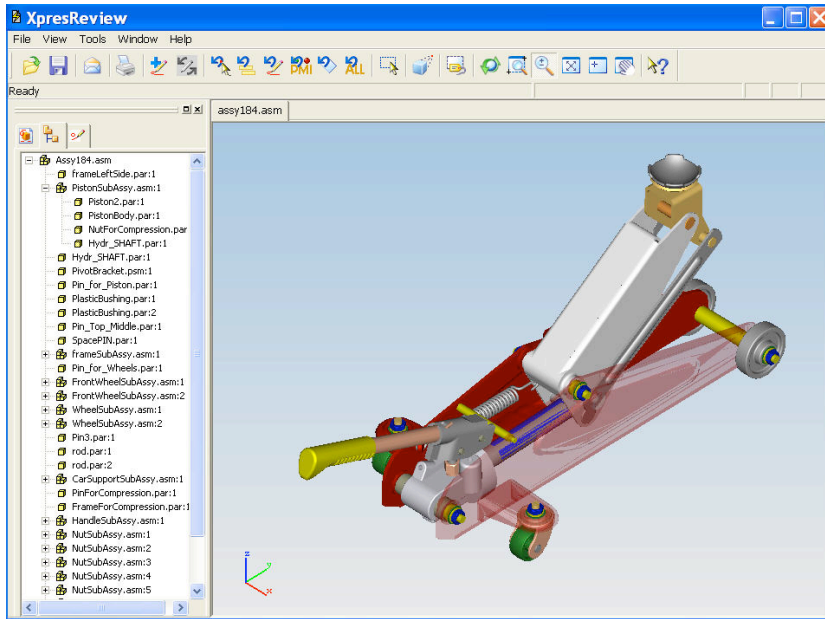 XpresReview
File View Tools Window Help
PMI ALL
Ready
assy184.asm
Assy184.asm
frameLeftSide.par:1
PistonSubAssy.asm:1
Piston2.par:1
PistonBody.par:1
NutForCompression.par
Hydr_SHAFT.par:1
Hydr_SHAFT.par:1
PivotBracket.psm:1
Pin_for_Piston.par:1
PlasticBushing.par:1
PlasticBushing.par:2
Pin_Top_Middle.par:1
SpacePIN.par:1
frameSubAssy.asm:1
Pin_for_Wheels.par:1
FrontWheelSubAssy.asm:1
FrontWheelSubAssy.asm:2
WheelSubAssy.asm:1
WheelSubAssy.asm:2
Pin3.par:1
rod.par:1
rod.par:2
CarSupportSubAssy.asm:1
PinForCompression.par:1
FrameForCompression.par:1
HandleSubAssy.asm:1
NutSubAssy.asm:1
NutSubAssy.asm:2
NutSubAssy.asm:3
NutSubAssy.asm:4
NutSubAssy.asm:5
z
y
x